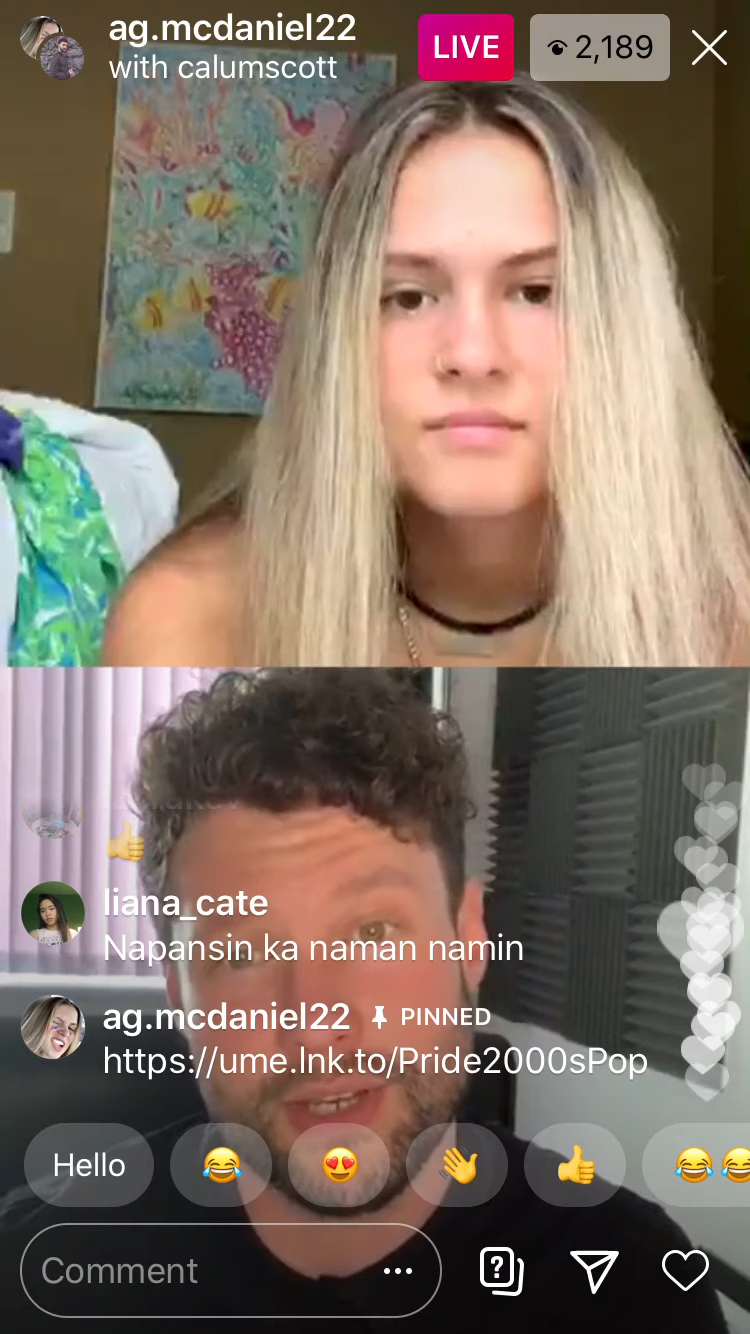 ag.mcdaniel22
with calumscott
LIVE
2,189
👍
liana_cate
Napansin ka naman namin
ag.mcdaniel22 PINNED
https://ume.lnk.to/Pride2000sPop
Hello 😂 😍 👋 👍 😂😂
Comment